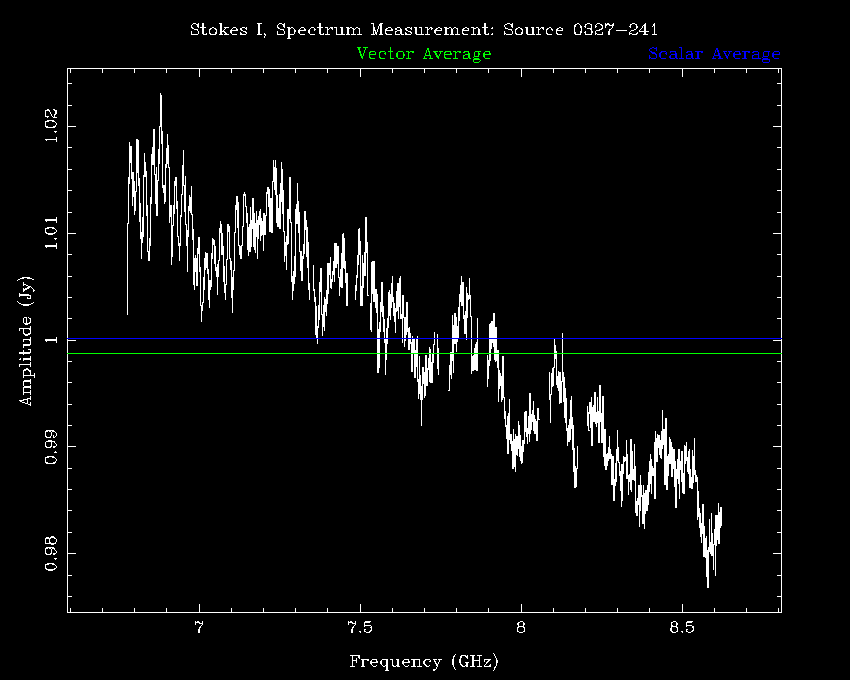 Stokes I, Spectrum Measurement: Source 0327−241
Vector Average Scalar Average
1.02
1.01
1
0.99
0.98
Amplitude (Jy)
7 7.5 8 8.5
Frequency (GHz)